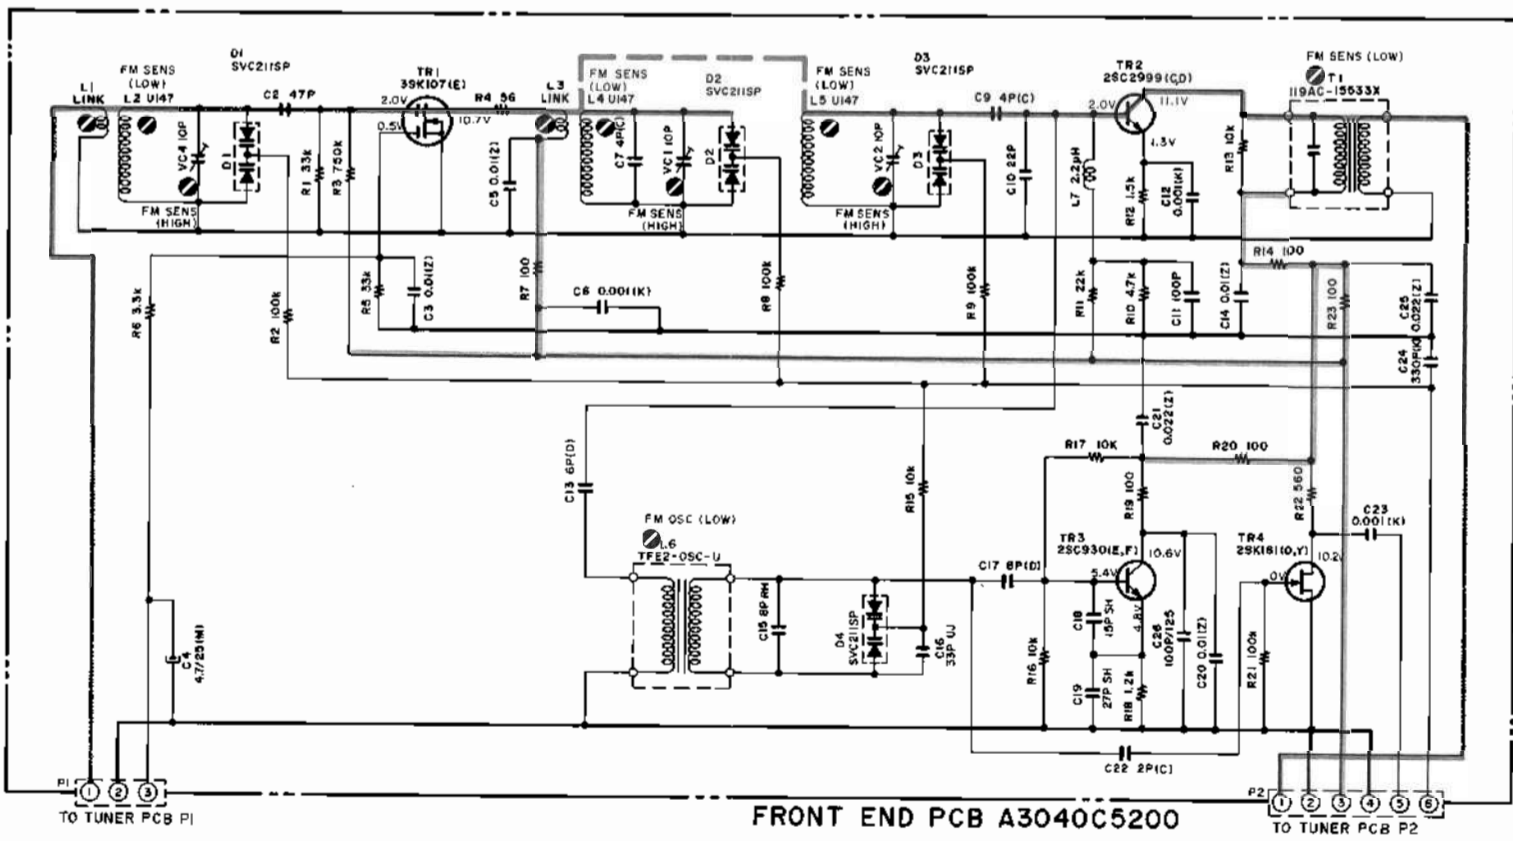 D1
SVC211SP
FM SENS
(LOW)
L2 U147
L1
LINK
C2 47P
TR1
3SK107(E)
2.0V
0.5V
10.7V
R4 56
L3
LINK
FM SENS
(LOW)
L4 U147
D2
SVC211SP
FM SENS
(LOW)
L5 U147
D3
SVC211SP
C9 4P(C)
TR2
2SC2999(C,D)
2.0V
11.1V
1.3V
FM SENS (LOW)
T1
119AC-15533X
VC4 10P
D1
R1 33k
R3 750k
C5 0.01(Z)
C7 4P(C)
VC1 10P
D2
VC2 10P
D3
C10 22P
L7 2.2µH
R12 1.5k
C12
0.001(K)
R13 10k
FM SENS
(HIGH)
FM SENS
(HIGH)
FM SENS
(HIGH)
R6 3.3k
R2 100k
R5 33k
C3 0.01(Z)
R7 100
C6 0.001(K)
R8 100k
R9 100k
R11 22k
R10 4.7k
C11 100P
C14 0.01(Z)
R14 100
R23 100
C25
0.022(Z)
C24
330P(K)
C21
0.022(Z)
R17 10K
R20 100
C13 6P(D)
R15 10k
R19 100
R22 560
C23
0.001(K)
FM OSC (LOW)
L6
TFE2-OSC-U
C17 8P(D)
TR3
2SC930(E,F)
10.6V
5.4V
4.8V
TR4
2SK161(O,Y)
10.2V
0V
C15 8P RH
D4
SVC211SP
C16
33P UJ
R16 10k
C18
15P SH
C19
27P SH
R18 1.2k
C26
100P/125
C20 0.01(Z)
R21 100k
C4
4.7/25(M)
C22 2P(C)
P1 1 2 3
TO TUNER PCB P1
FRONT END PCB A3040C5200
P2 1 2 3 4 5 6
TO TUNER PCB P2